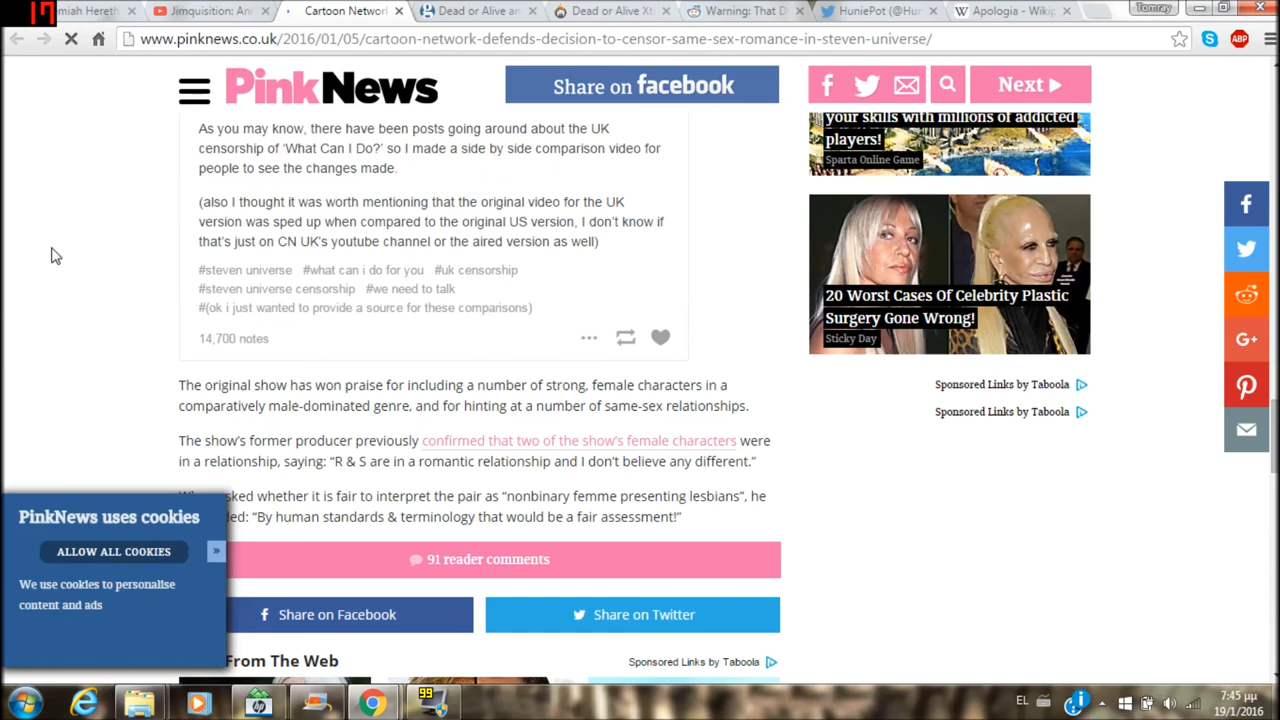 17
miah Hereth
Jimquisition: An
Cartoon Network
Dead or Alive and
Dead or Alive Xtr
Warning: That D
HuniePot (@Hun
Apologia - Wikip
Tomray
www.pinknews.co.uk/2016/01/05/cartoon-network-defends-decision-to-censor-same-sex-romance-in-steven-universe/
ABP
PinkNews
Share on facebook
Next
As you may know, there have been posts going around about the UK
censorship of ‘What Can I Do?’ so I made a side by side comparison video for
people to see the changes made.
(also I thought it was worth mentioning that the original video for the UK
version was sped up when compared to the original US version, I don’t know if
that’s just on CN UK’s youtube channel or the aired version as well)
#steven universe #what can i do for you #uk censorship
#steven universe censorship #we need to talk
#(ok i just wanted to provide a source for these comparisons)
14,700 notes
your skills with millions of addicted
players!
Sparta Online Game
20 Worst Cases Of Celebrity Plastic
Surgery Gone Wrong!
Sticky Day
Sponsored Links by Taboola
Sponsored Links by Taboola
The original show has won praise for including a number of strong, female characters in a
comparatively male-dominated genre, and for hinting at a number of same-sex relationships.
The show’s former producer previously confirmed that two of the show’s female characters were
in a relationship, saying: “R & S are in a romantic relationship and I don’t believe any different.”
asked whether it is fair to interpret the pair as “nonbinary femme presenting lesbians”, he
ed: “By human standards & terminology that would be a fair assessment!”
PinkNews uses cookies
ALLOW ALL COOKIES
»
We use cookies to personalise
content and ads
91 reader comments
Share on Facebook
Share on Twitter
From The Web
Sponsored Links by Taboola
99
EL
7:45 μμ
19/1/2016